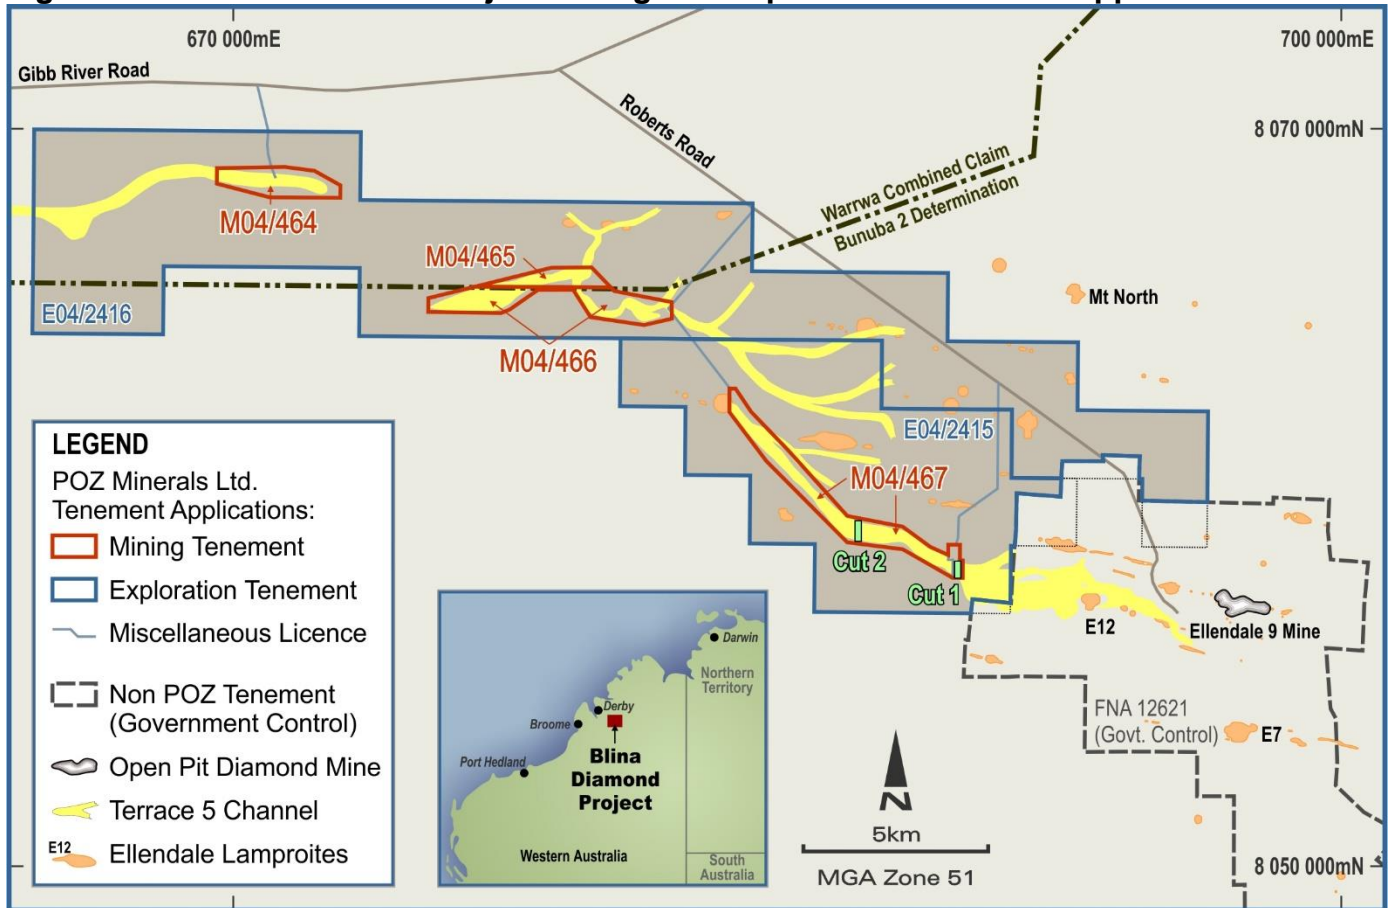 670 000mE
700 000mE
Gibb River Road
Roberts Road
8 070 000mN
Warrwa Combined Claim
Bunuba 2 Determination
M04/464
M04/465
E04/2416
Mt North
M04/466
E04/2415
M04/467
Cut 2
Cut 1
E12
Ellendale 9 Mine
FNA 12621
(Govt. Control)
E7
LEGEND
POZ Minerals Ltd.
Tenement Applications:
Mining Tenement
Exploration Tenement
Miscellaneous Licence
Non POZ Tenement
(Government Control)
Open Pit Diamond Mine
Terrace 5 Channel
E12
Ellendale Lamproites
Darwin
Northern
Territory
Derby
Broome
Blina
Diamond
Project
Port Hedland
Western Australia
South
Australia
N
5km
MGA Zone 51
8 050 000mN